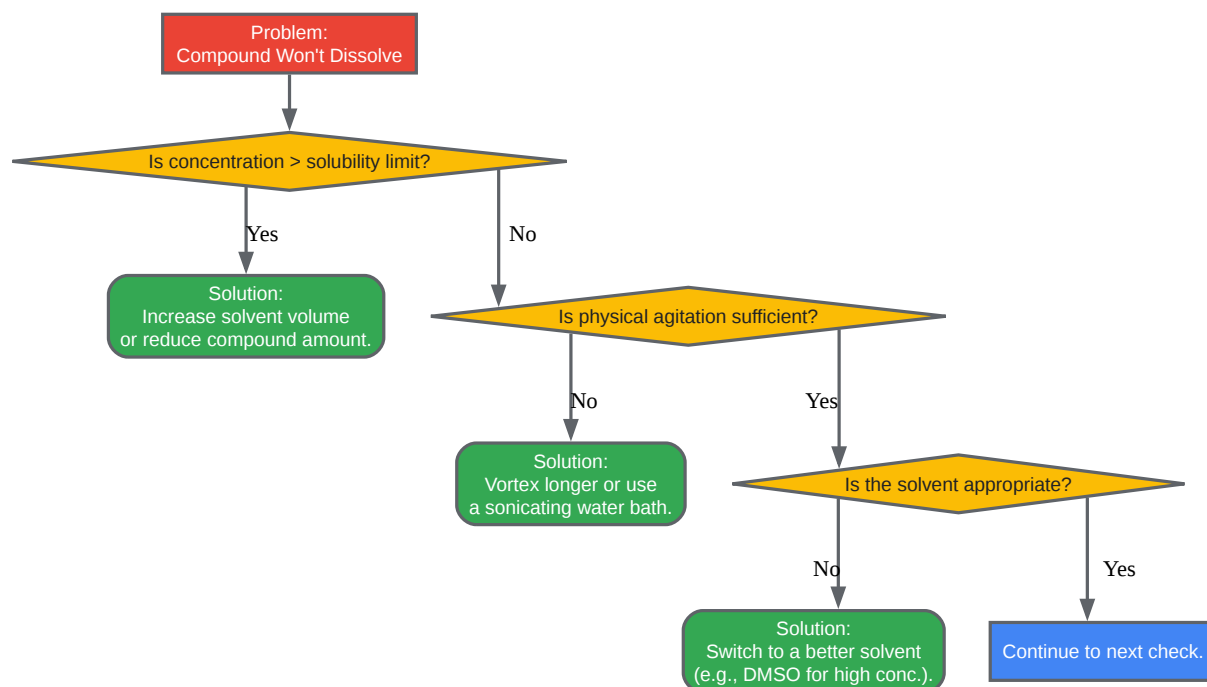 Problem:
Compound Won't Dissolve
Is concentration > solubility limit?
Yes
No
Solution:
Increase solvent volume
or reduce compound amount.
Is physical agitation sufficient?
No
Yes
Solution:
Vortex longer or use
a sonicating water bath.
Is the solvent appropriate?
No
Yes
Solution:
Switch to a better solvent
(e.g., DMSO for high conc.).
Continue to next check.